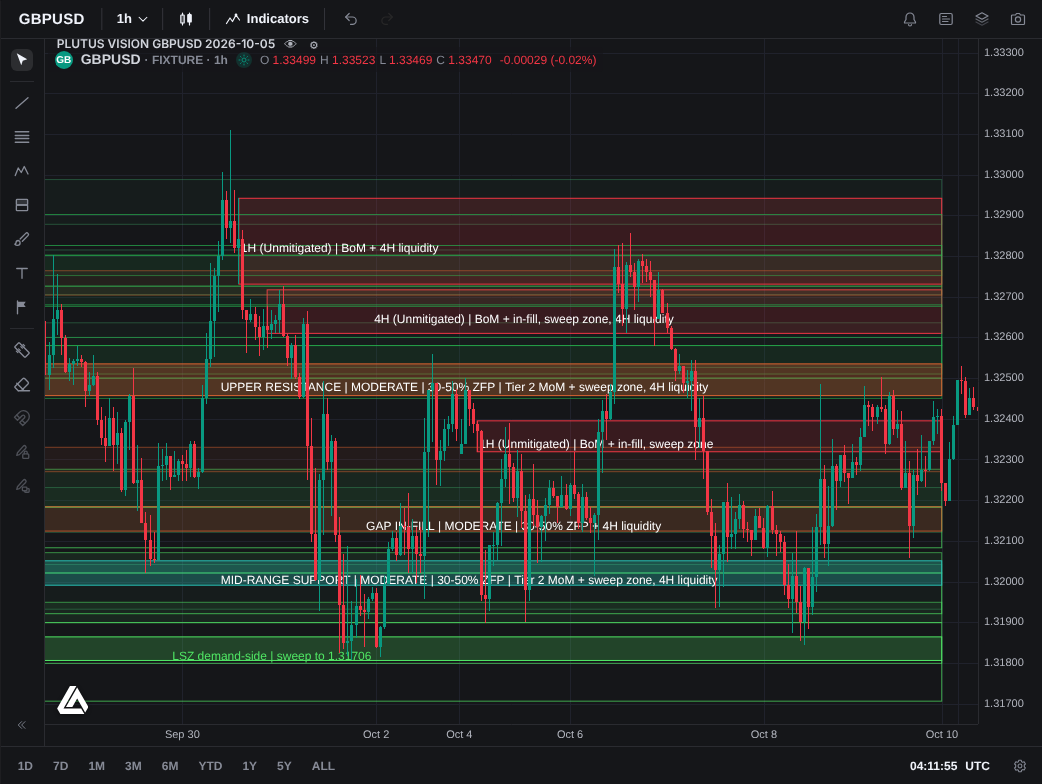 GBPUSD 1h Indicators
PLUTUS VISION GBPUSD 2026-10-05
GB GBPUSD · FIXTURE · 1h O 1.33499 H 1.33523 L 1.33469 C 1.33470 -0.00029 (-0.02%)
1.33300
1.33200
1.33100
1.33000
1.32900
1H (Unmitigated) | BoM + 4H liquidity
1.32800
1.32700
4H (Unmitigated) | BoM + in-fill, sweep zone, 4H liquidity
1.32600
1.32500
UPPER RESISTANCE | MODERATE | 30-50% ZFP | Tier 2 MoM + sweep zone, 4H liquidity
1.32400
1H (Unmitigated) | BoM + in-fill, sweep zone
1.32300
1.32200
GAP IN-FILL | MODERATE | 30-50% ZFP + 4H liquidity
1.32100
MID-RANGE SUPPORT | MODERATE | 30-50% ZFP | Tier 2 MoM + sweep zone, 4H liquidity
1.32000
1.31900
LSZ demand-side | sweep to 1.31706
1.31800
1.31700
Sep 30 Oct 2 Oct 4 Oct 6 Oct 8 Oct 10
1D 7D 1M 3M 6M YTD 1Y 5Y ALL 04:11:55 UTC